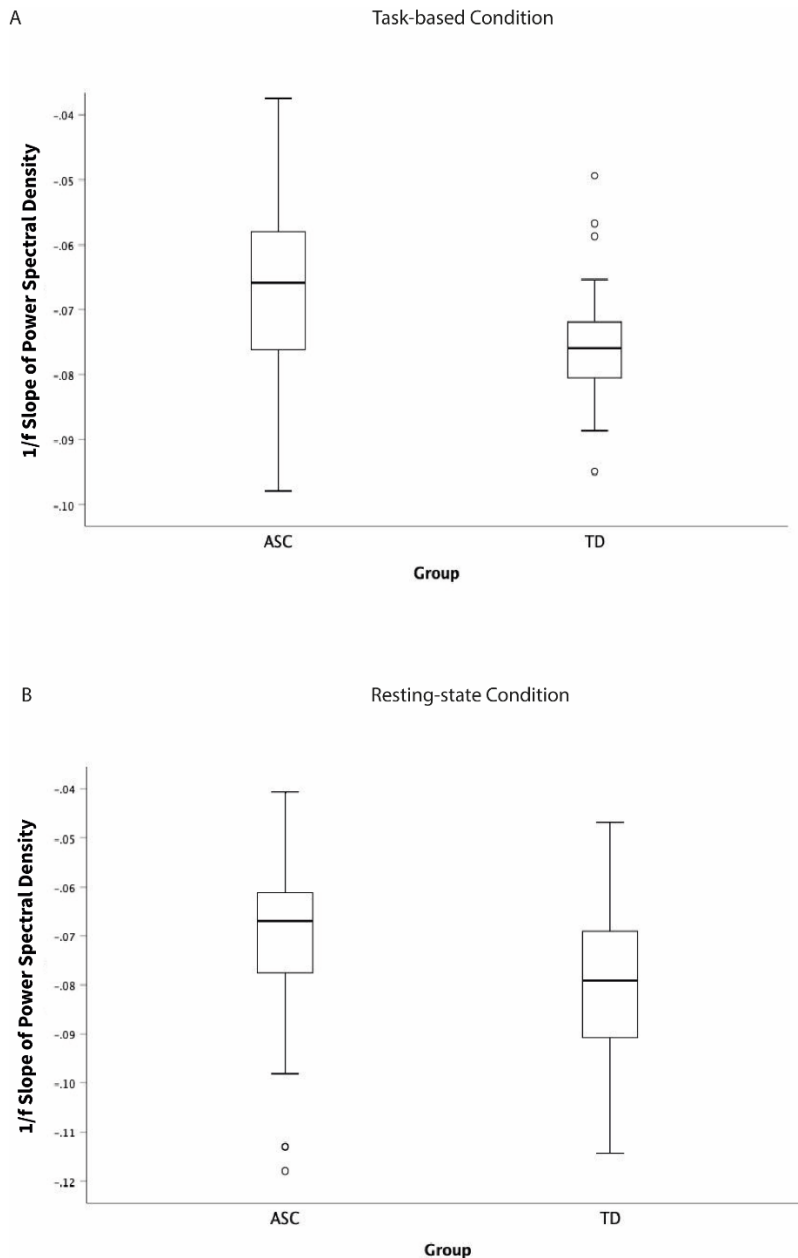 A
Task-based Condition
1/f Slope of Power Spectral Density
-.04
-.05
-.06
-.07
-.08
-.09
-.10
ASC
TD
Group
B
Resting-state Condition
1/f Slope of Power Spectral Density
-.04
-.05
-.06
-.07
-.08
-.09
-.10
-.11
-.12
ASC
TD
Group